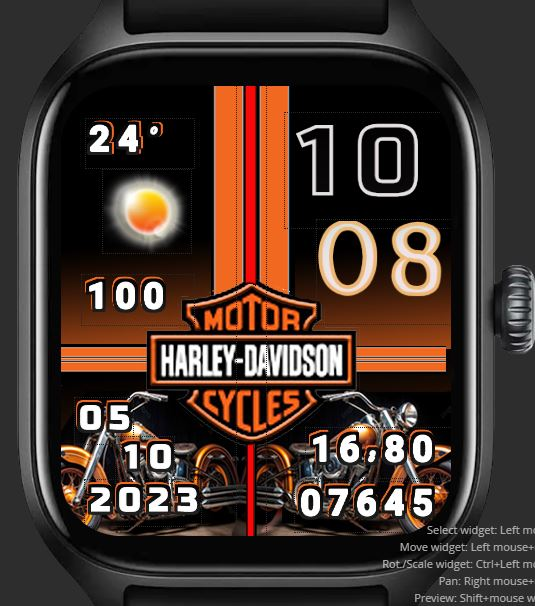 24°
10
08
100
MOTOR
HARLEY-DAVIDSON
CYCLES
05
10
2023
16,80
07645
Select widget: Left mo
Move widget: Left mouse+
Rot./Scale widget: Ctrl+Left mo
Pan: Right mouse+
Preview: Shift+mouse w